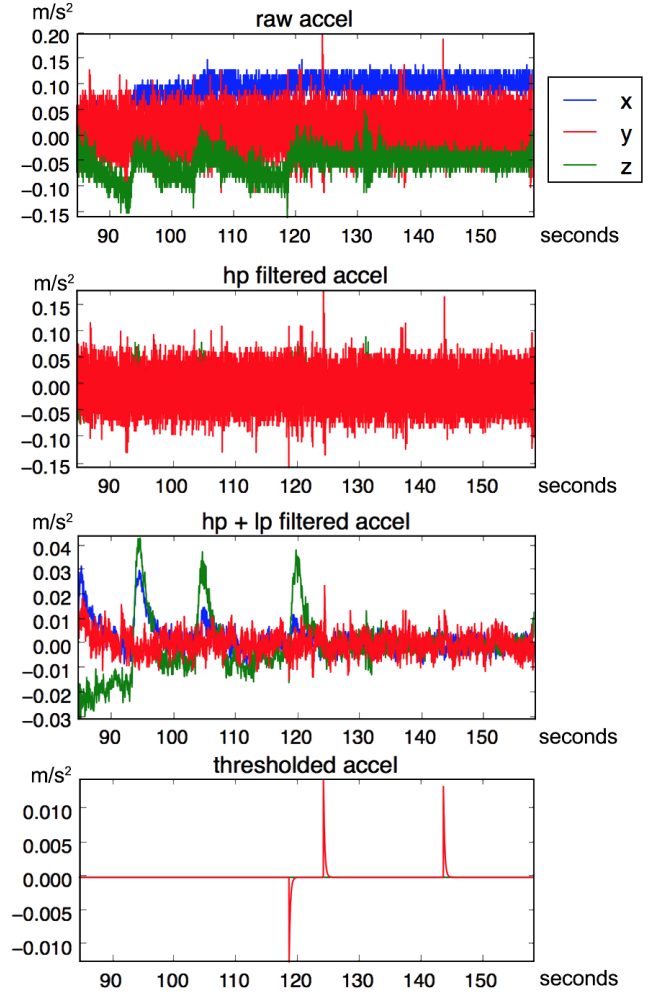 m/s²
raw accel
0.20
0.15
0.10
0.05
0.00
−0.05
−0.10
−0.15
90 100 110 120 130 140 150 seconds
x
y
z
hp filtered accel
m/s²
0.15
0.10
0.05
0.00
−0.05
−0.10
−0.15
90 100 110 120 130 140 150 seconds
m/s²
hp + lp filtered accel
0.04
0.03
0.02
0.01
0.00
−0.01
−0.02
−0.03
90 100 110 120 130 140 150 seconds
m/s²
thresholded accel
0.010
0.005
0.000
−0.005
−0.010
90 100 110 120 130 140 150 seconds